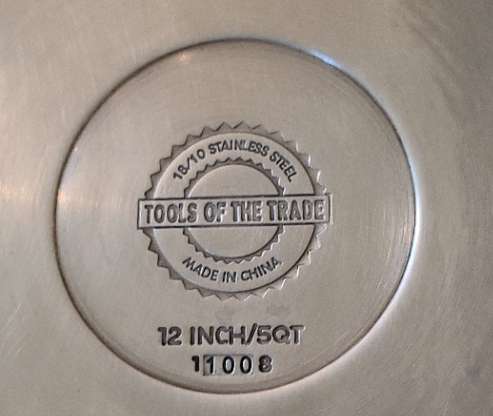 18/10 STAINLESS STEEL
TOOLS OF THE TRADE
MADE IN CHINA
12 INCH/5QT
11008